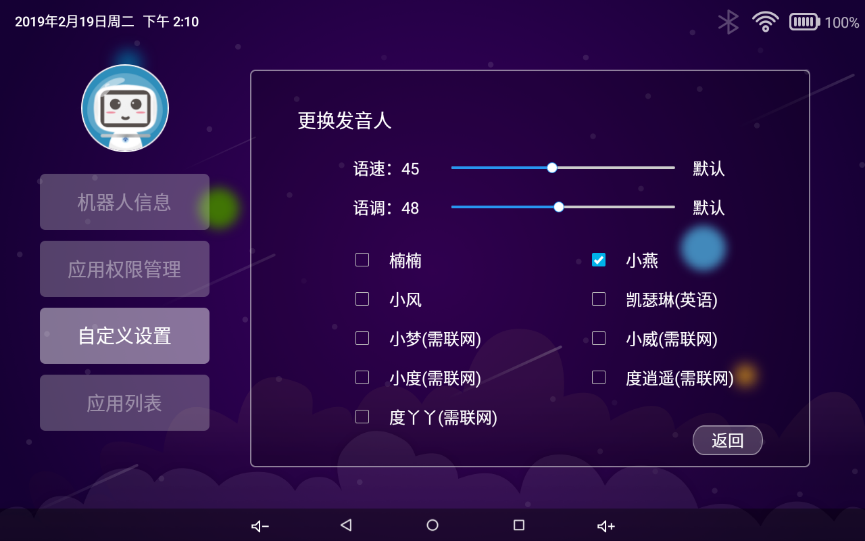 2019年2月19日周二 下午 2:10
100%
机器人信息
应用权限管理
自定义设置
应用列表
更换发音人
语速：45 默认
语调：48 默认
楠楠 小燕
小风 凯瑟琳(英语)
小梦(需联网) 小威(需联网)
小度(需联网) 度逍遥(需联网)
度丫丫(需联网)
返回